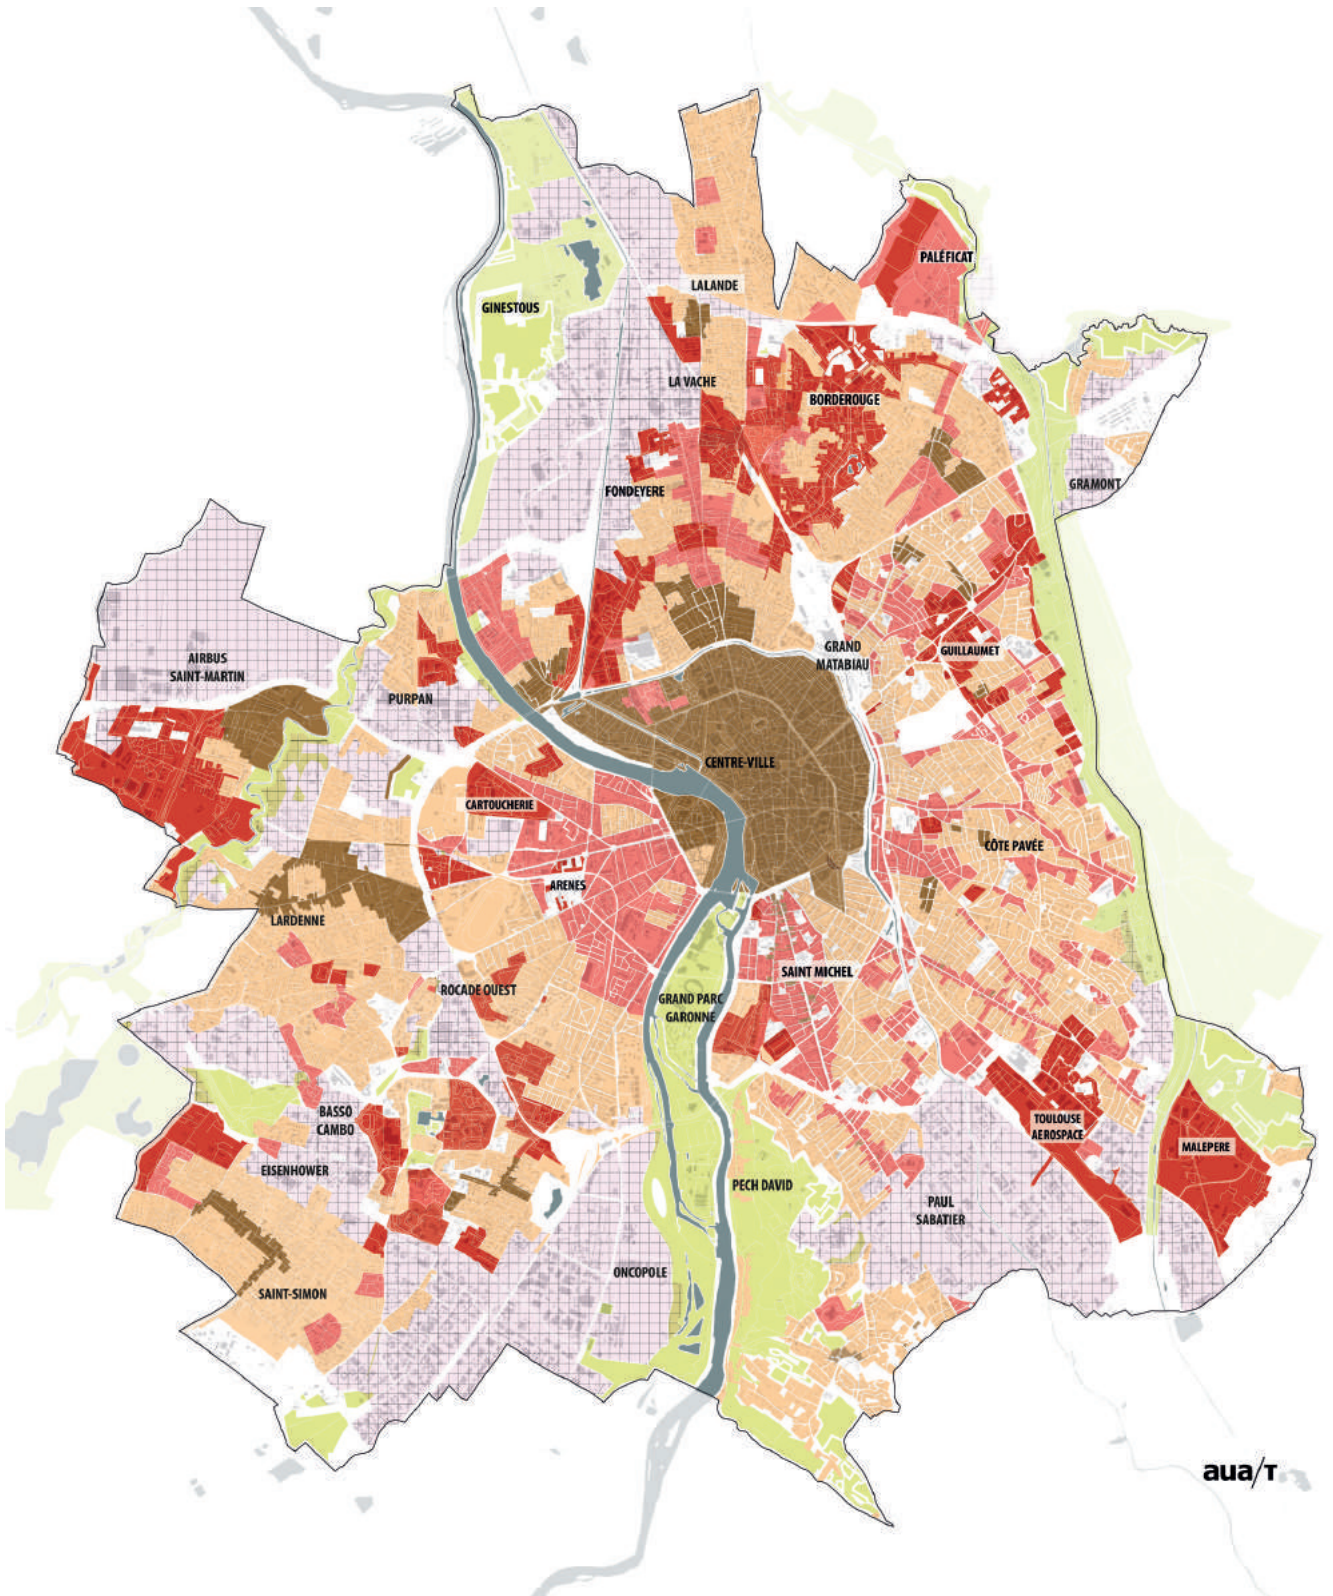 PALÉFICAT
LALANDE
GINESTOUS
LA VACHE
BORDEROUGE
GRAMONT
FONDEYERE
GRAND
MATABIAU
GUILLAUMET
AIRBUS
SAINT-MARTIN
PURPAN
CENTRE-VILLE
CARTOUCHERIE
CÔTE PAVÉE
ARENES
LARDENNE
SAINT MICHEL
ROCADE OUEST
GRAND PARC
GARONNE
BASSO
CAMBO
TOULOUSE
AEROSPACE
MALEPERE
EISENHOWER
PECH DAVID
PAUL
SABATIER
ONCOPOLE
SAINT-SIMON
aua/T